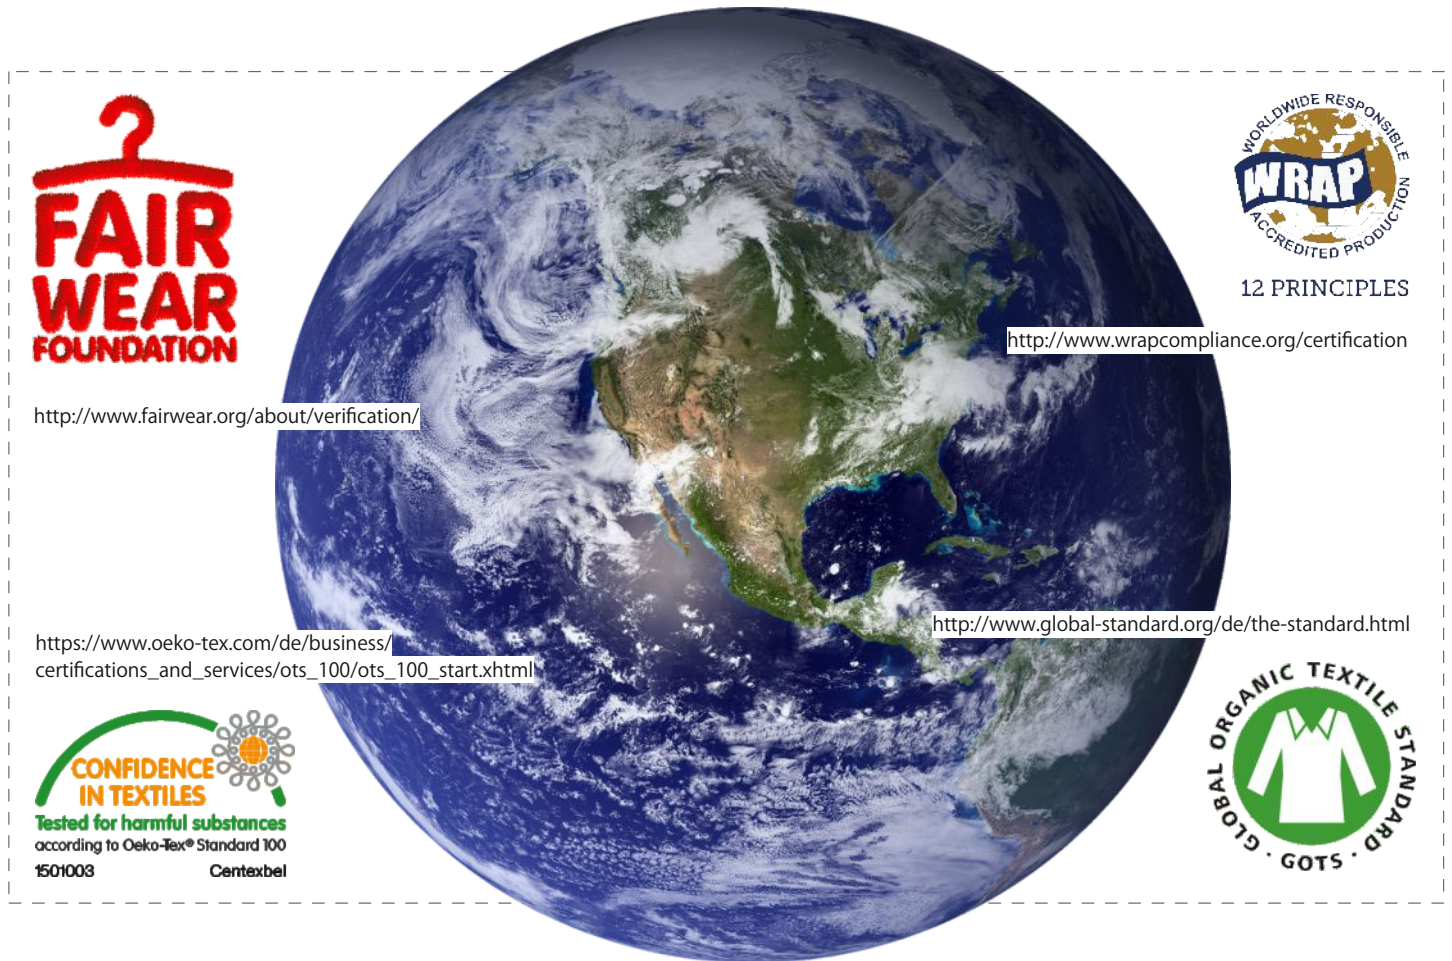 FAIR
WEAR
FOUNDATION
http://www.fairwear.org/about/verification/
WORLDWIDE RESPONSIBLE
WRAP
ACCREDITED PRODUCTION
12 PRINCIPLES
http://www.wrapcompliance.org/certification
https://www.oeko-tex.com/de/business/
certifications_and_services/ots_100/ots_100_start.xhtml
CONFIDENCE
IN TEXTILES
Tested for harmful substances
according to Oeko-Tex® Standard 100
1501003 Centexbel
http://www.global-standard.org/de/the-standard.html
GLOBAL ORGANIC TEXTILE STANDARD
· GOTS ·